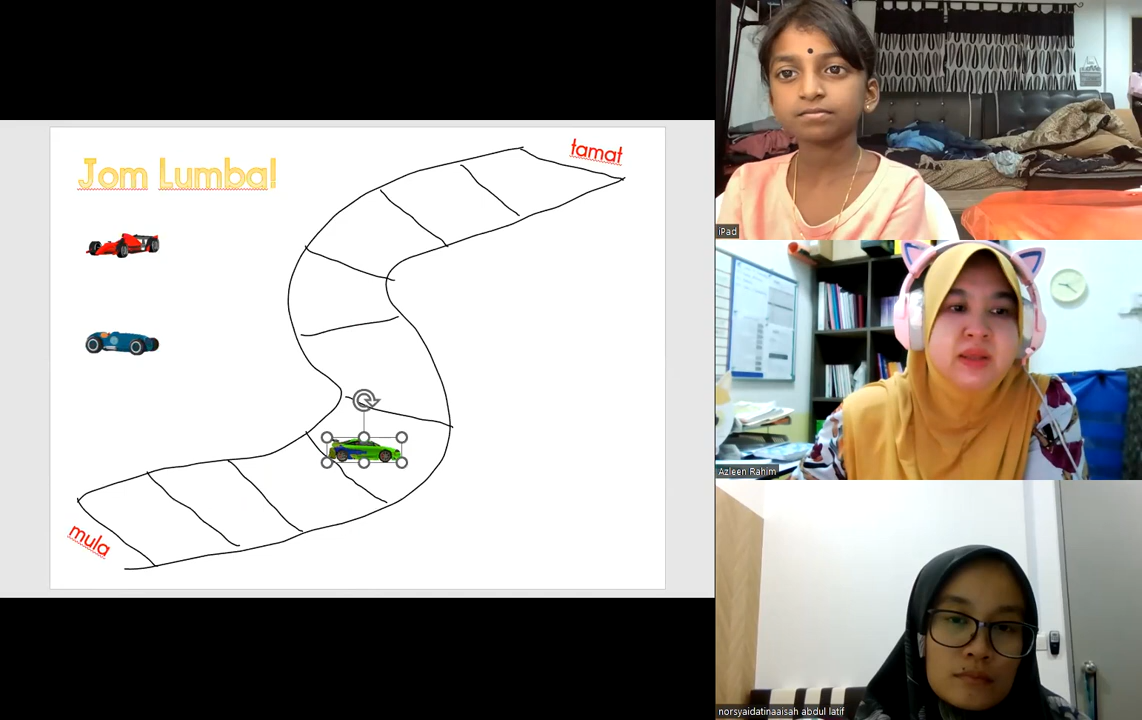 Jom Lumba!
tamat
mula
iPad
Azleen Rahim
norsyaidatinaaisah abdul latif